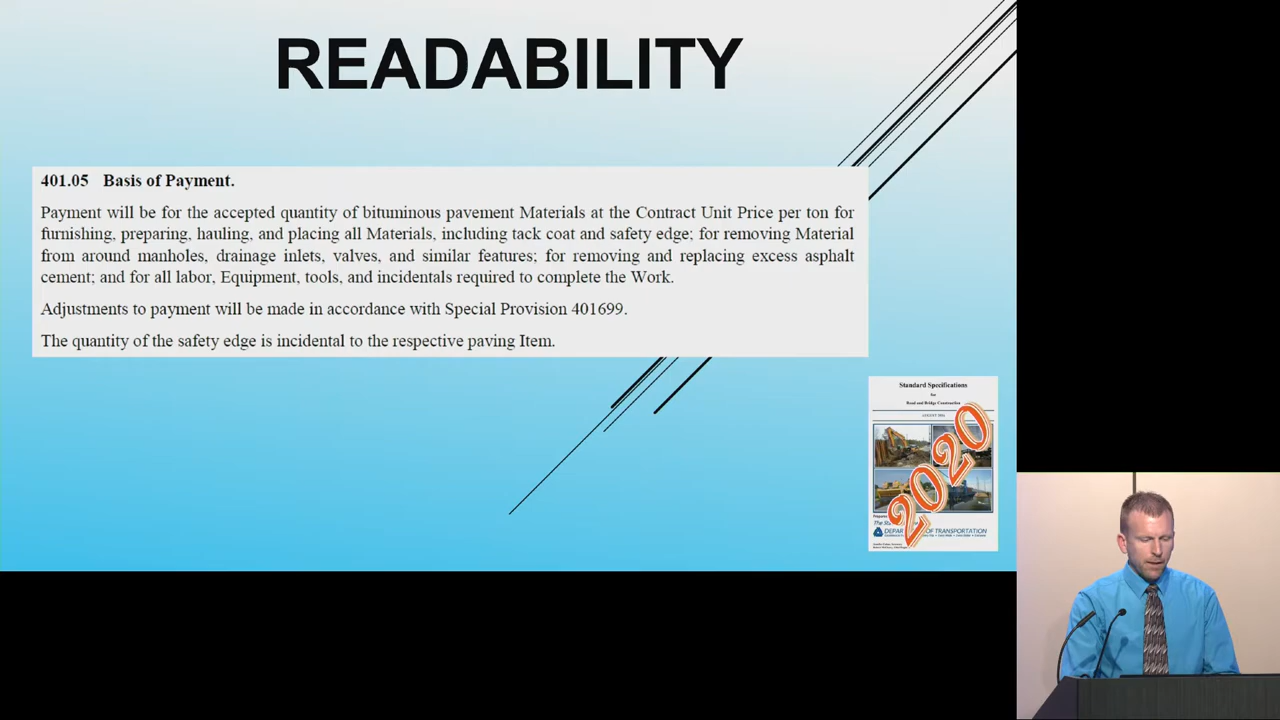 READABILITY
401.05 Basis of Payment.
Payment will be for the accepted quantity of bituminous pavement Materials at the Contract Unit Price per ton for
furnishing, preparing, hauling, and placing all Materials, including tack coat and safety edge; for removing Material
from around manholes, drainage inlets, valves, and similar features; for removing and replacing excess asphalt
cement; and for all labor, Equipment, tools, and incidentals required to complete the Work.
Adjustments to payment will be made in accordance with Special Provision 401699.
The quantity of the safety edge is incidental to the respective paving Item.
Standard Specifications
for
Road and Bridge Construction
2020
OF TRANSPORTATION